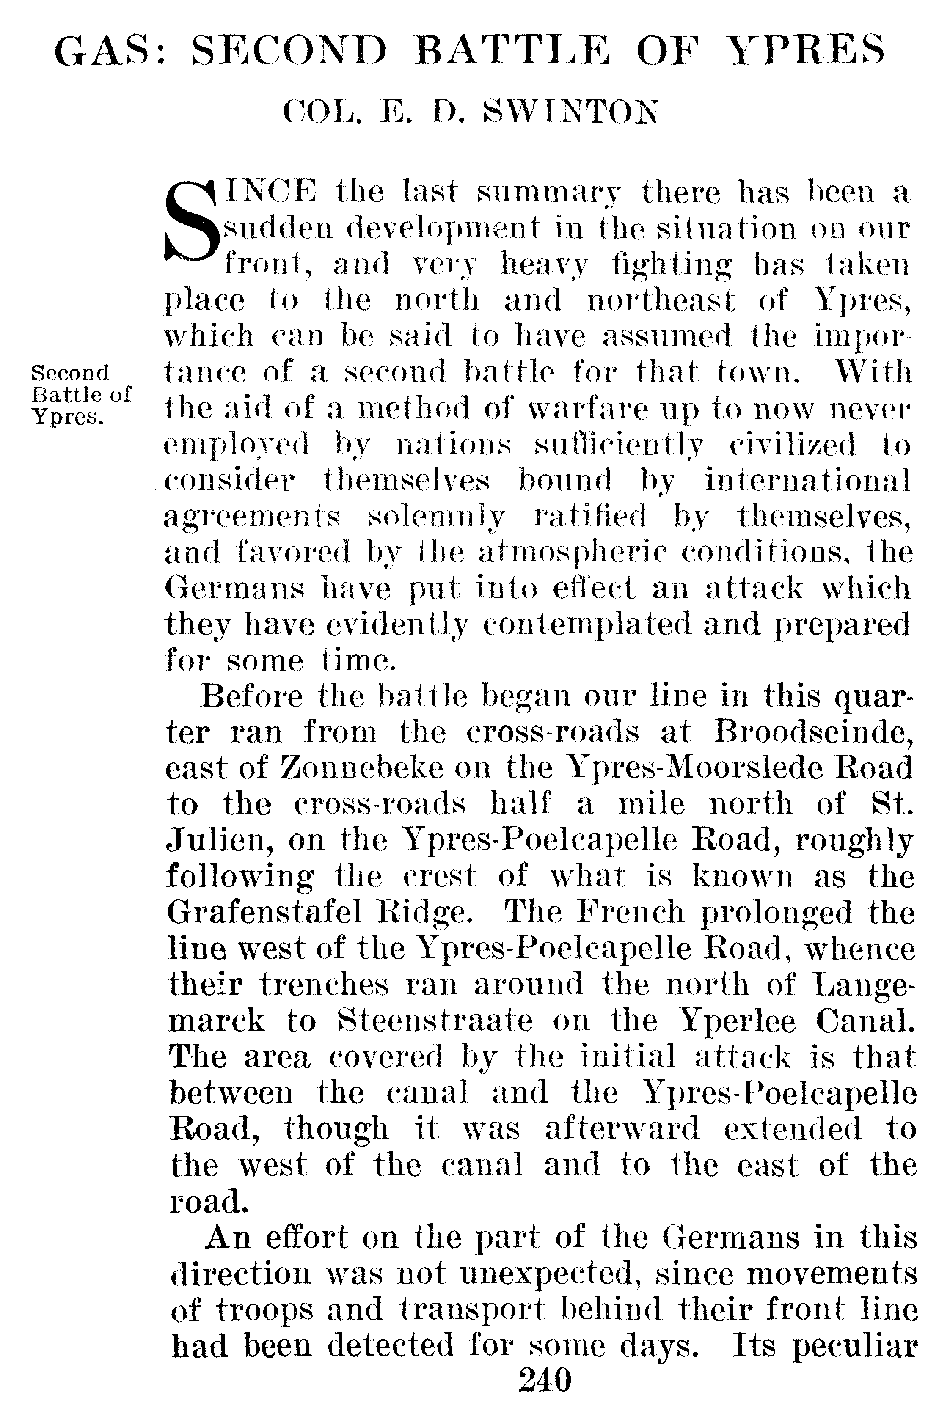 GAS: SECOND BATTLE OF YPRES
COL. E. D. SWINTON
SINCE the last summary there has been a
sudden development in the situation on our
front, and very heavy fighting has taken
place to the north and northeast of Ypres,
which can be said to have assumed the impor-
tance of a second battle for that town. With
the aid of a method of warfare up to now never
employed by nations sufficiently civilized to
consider themselves bound by international
agreements solemnly ratified by themselves,
and favored by the atmospheric conditions, the
Germans have put into effect an attack which
they have evidently contemplated and prepared
for some time.
Second
Battle of
Ypres.
Before the battle began our line in this quar-
ter ran from the cross-roads at Broodseinde,
east of Zonnebeke on the Ypres-Moorslede Road
to the cross-roads half a mile north of St.
Julien, on the Ypres-Poelcapelle Road, roughly
following the crest of what is known as the
Grafenstafel Ridge. The French prolonged the
line west of the Ypres-Poelcapelle Road, whence
their trenches ran around the north of Lange-
marck to Steenstraate on the Yperlee Canal.
The area covered by the initial attack is that
between the canal and the Ypres-Poelcapelle
Road, though it was afterward extended to
the west of the canal and to the east of the
road.
An effort on the part of the Germans in this
direction was not unexpected, since movements
of troops and transport behind their front line
had been detected for some days. Its peculiar
240